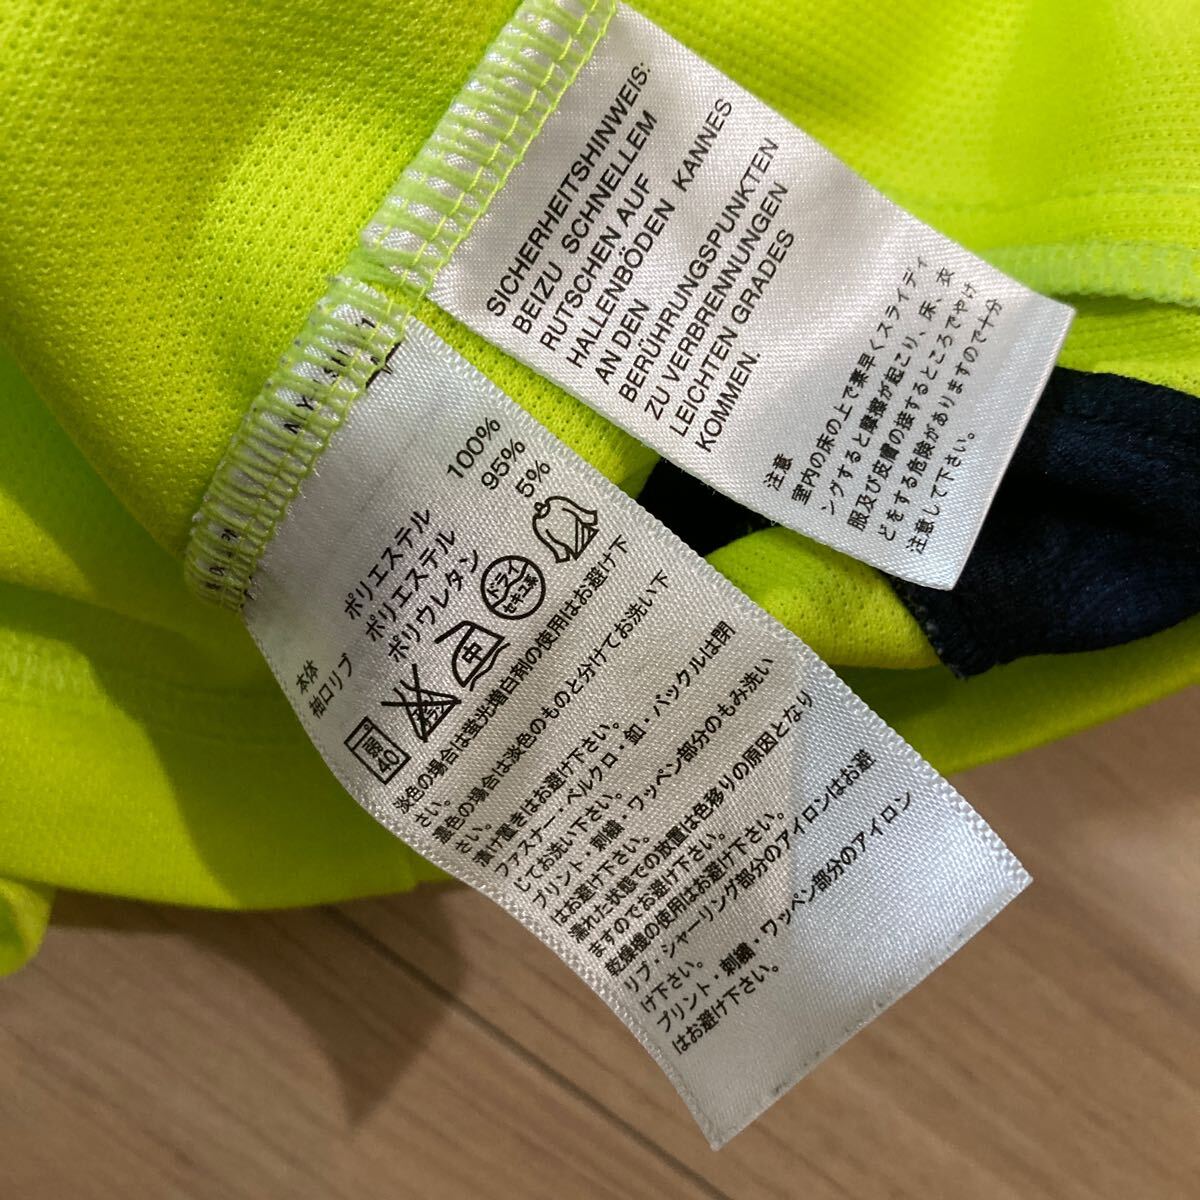 SICHERHEITSHINWEIS:
BEIZU SCHNELLEM
RUTSCHEN AUF
HALLENBÖDEN KANNES
AN DEN
BERÜHRUNGSPUNKTEN
ZU VERBRENNUNGEN
LEICHTEN GRADES
KOMMEN.
注意
室内の床の上で素早くスライディ
ングすると摩擦が起こり、床、衣
服及び皮膚の接するところでやけ
どをする危険がありますので十分
注意して下さい。
本体 ポリエステル 100%
袖口リブ ポリエステル 95%
ポリウレタン 5%
40
中
ドライ
セキユ系
淡色の場合は蛍光増白剤の使用はお避け下
さい。
濃色の場合は淡色のものと分けてお洗い下
さい。
漬け置きはお避け下さい。
ファスナー・ベルクロ・釦・バックルは閉
じてお洗い下さい。
プリント・刺繍・ワッペン部分のもみ洗い
はお避け下さい。
濡れた状態での放置は色移りの原因となり
ますのでお避け下さい。
乾燥機の使用はお避け下さい。
リブ・シャーリング部分のアイロンはお避
け下さい。
プリント・刺繍・ワッペン部分のアイロン
はお避け下さい。